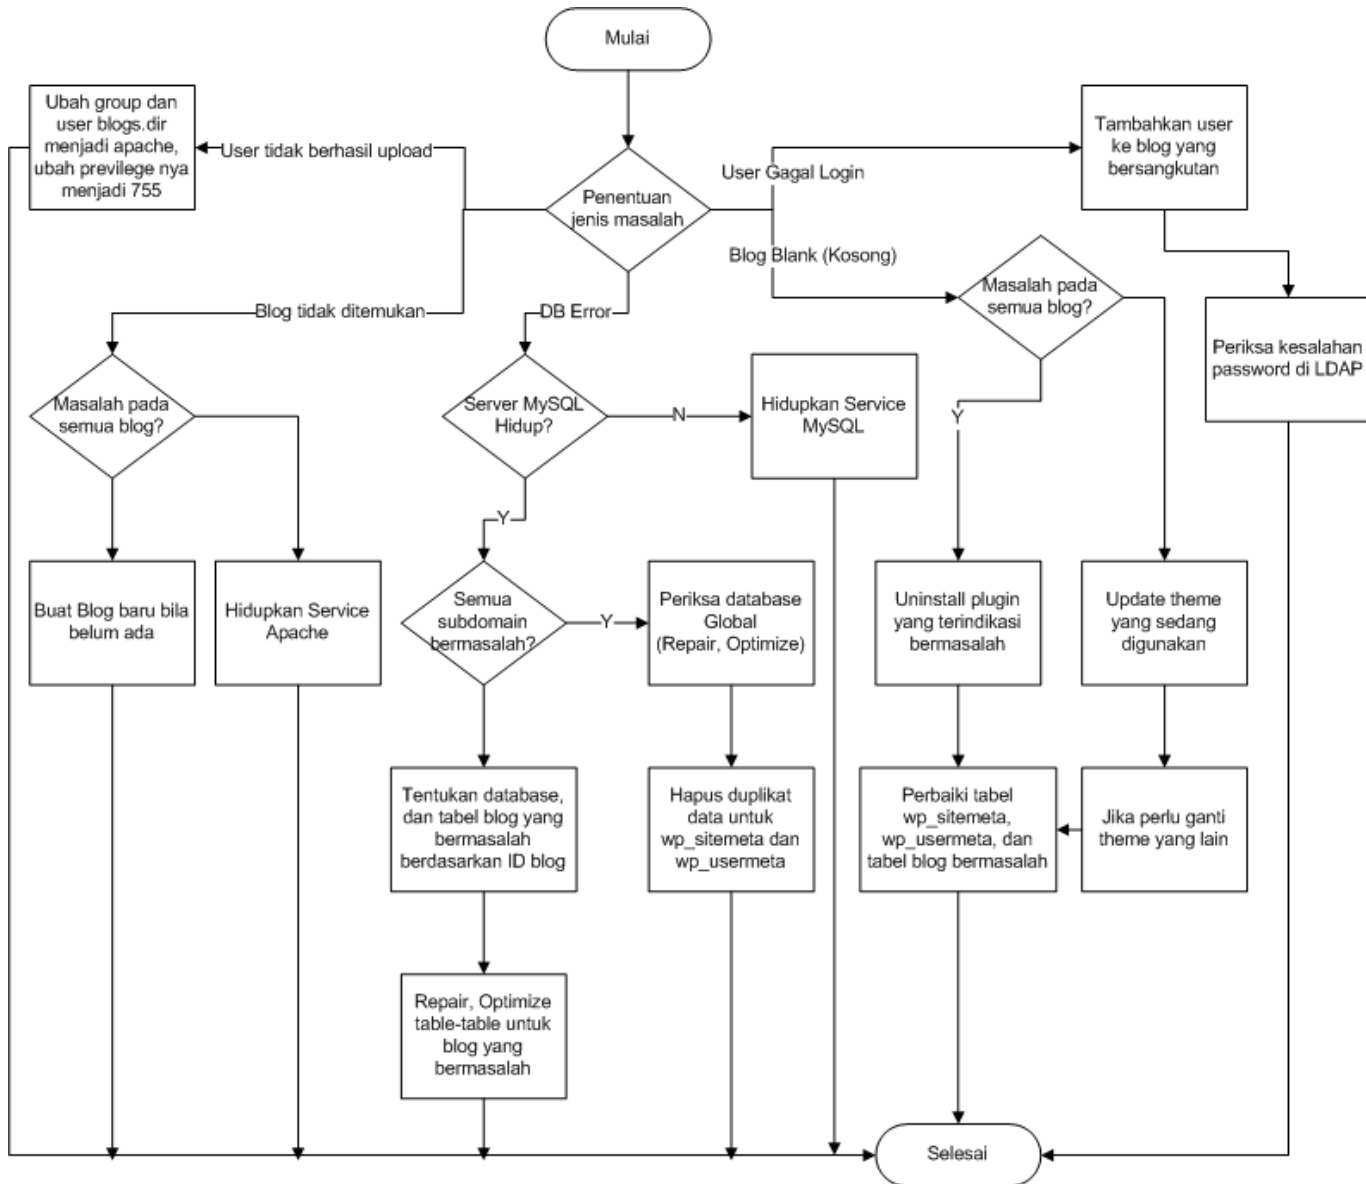 Mulai
Ubah group dan
user blogs.dir
menjadi apache,
ubah previlege nya
menjadi 755
User tidak berhasil upload
Penentuan
jenis masalah
User Gagal Login
Tambahkan user
ke blog yang
bersangkutan
Blog Blank (Kosong)
Masalah pada
semua blog?
Periksa kesalahan
password di LDAP
Blog tidak ditemukan
DB Error
Masalah pada
semua blog?
Server MySQL
Hidup?
N
Hidupkan Service
MySQL
Y
Y
Buat Blog baru bila
belum ada
Hidupkan Service
Apache
Semua
subdomain
bermasalah?
Y
Periksa database
Global
(Repair, Optimize)
Uninstall plugin
yang terindikasi
bermasalah
Update theme
yang sedang
digunakan
Tentukan database,
dan tabel blog yang
bermasalah
berdasarkan ID blog
Hapus duplikat
data untuk
wp_sitemeta dan
wp_usermeta
Perbaiki tabel
wp_sitemeta,
wp_usermeta, dan
tabel blog bermasalah
Jika perlu ganti
theme yang lain
Repair, Optimize
table-table untuk
blog yang
bermasalah
Selesai